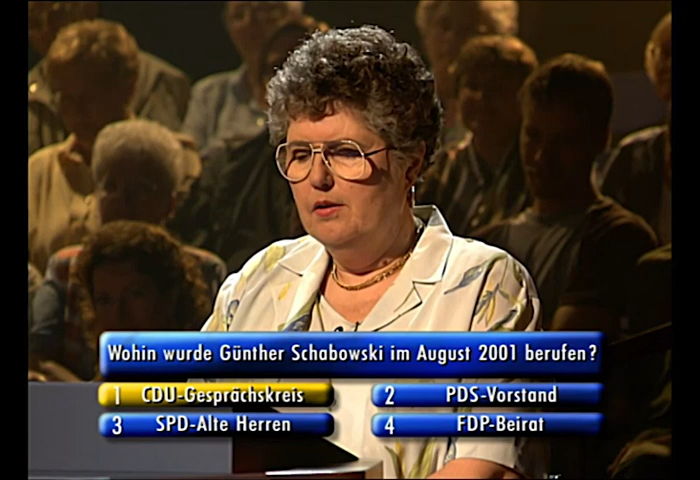 Wohin wurde Günther Schabowski im August 2001 berufen?
1 CDU-Gesprächskreis
2 PDS-Vorstand
3 SPD-Alte Herren
4 FDP-Beirat